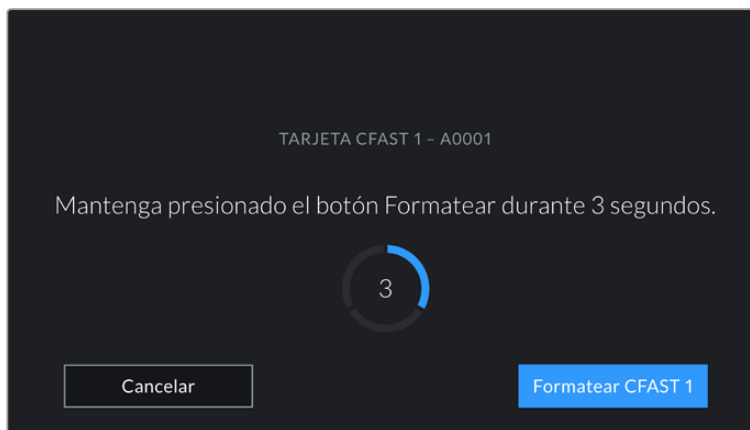 TARJETA CFAST 1 – A0001
Mantenga presionado el botón Formatear durante 3 segundos.
3
Cancelar
Formatear CFAST 1